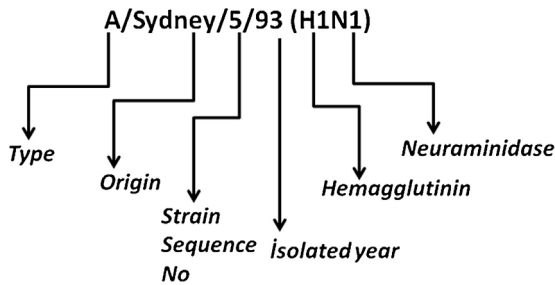 A/Sydney/5/93 (H1N1)
Type
Origin
Strain
Sequence
No
İsolated year
Hemagglutinin
Neuraminidase